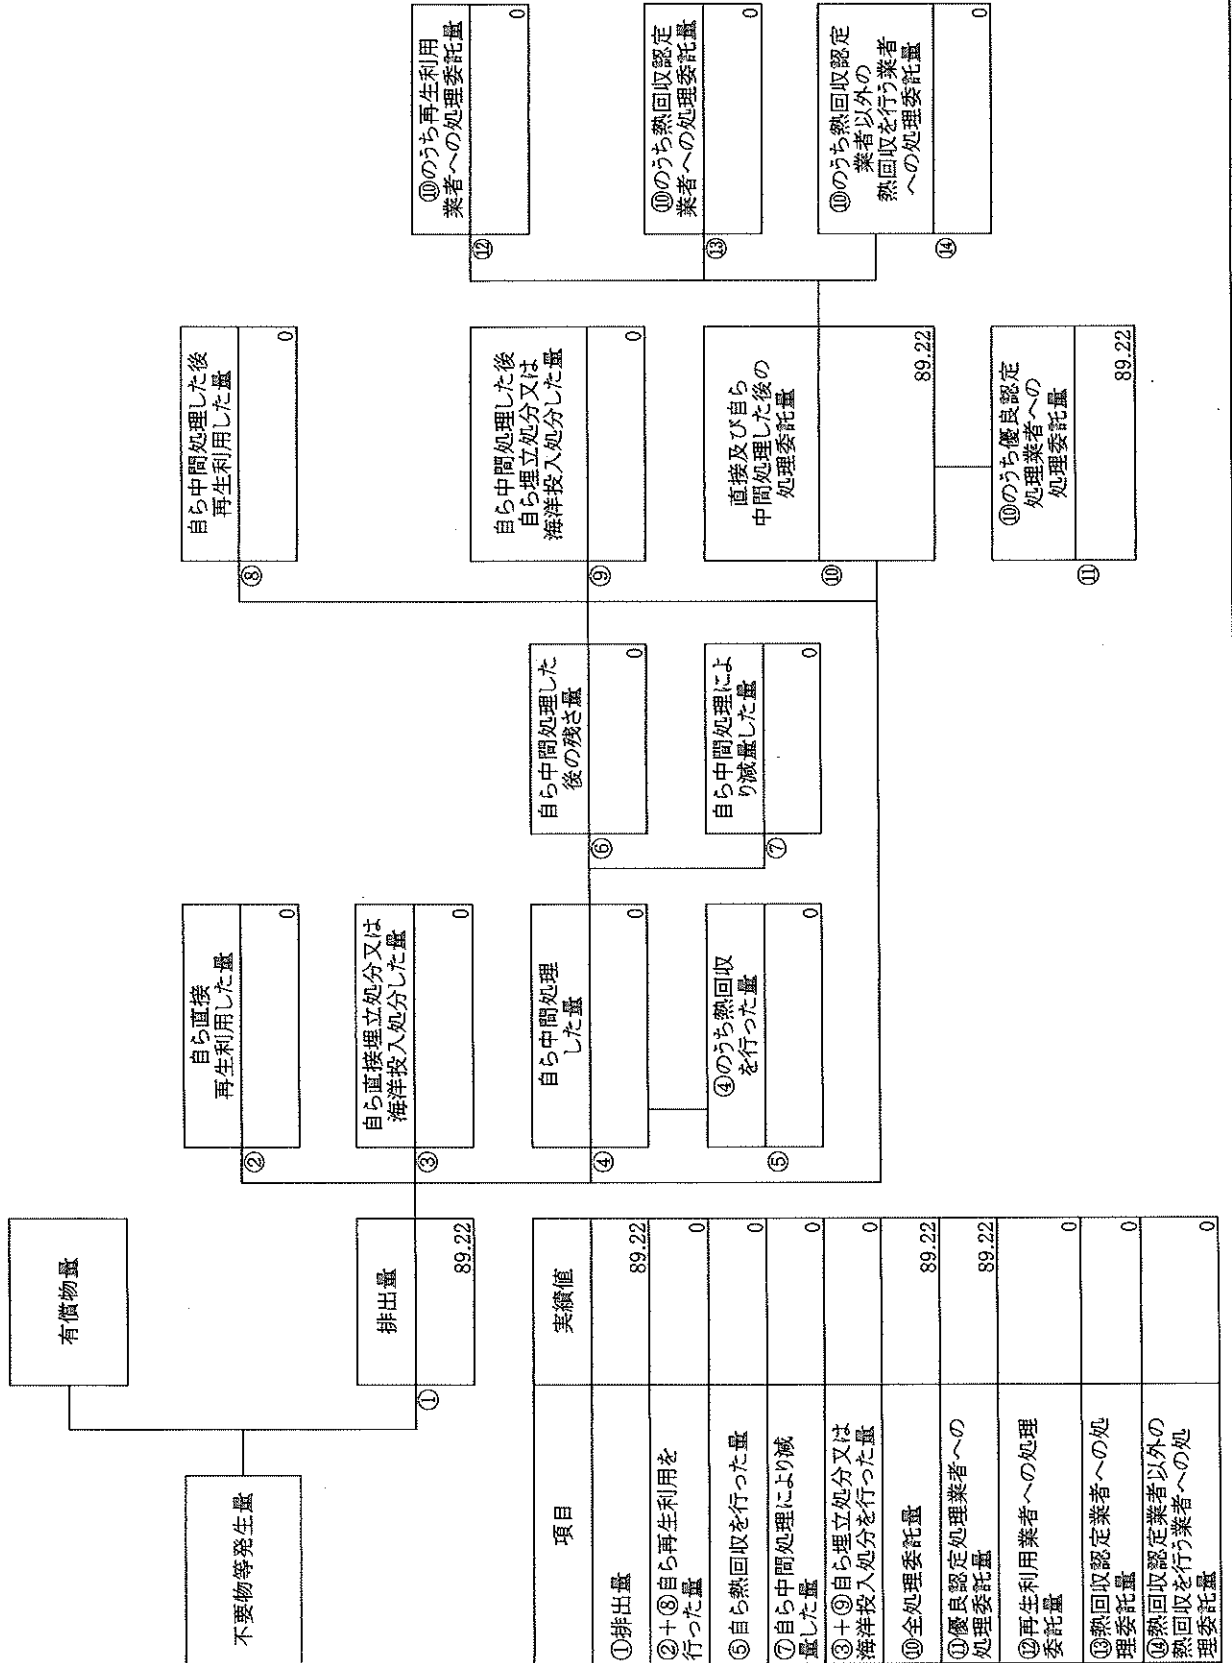 不要物等発生量
有償物量
①
排出量
89.22
②
自ら直接
再生利用した量
0
③
自ら直接埋立処分又は
海洋投入処分した量
0
④
自ら中間処理
した量
0
⑤
④のうち熱回収
を行った量
0
⑥
自ら中間処理した
後の残さ量
0
⑦
自ら中間処理によ
り減量した量
0
⑧
自ら中間処理した後
再生利用した量
0
⑨
自ら中間処理した後
自ら埋立処分又は
海洋投入処分した量
0
⑩
直接及び自ら
中間処理した後の
処理委託量
89.22
⑪
⑩のうち優良認定
処理業者への
処理委託量
89.22
⑫
⑩のうち再生利用
業者への処理委託量
0
⑬
⑩のうち熱回収認定
業者への処理委託量
0
⑭
⑩のうち熱回収認定
業者以外の
熱回収を行う業者
への処理委託量
0
項目 実績値
①排出量 89.22
②+⑧自ら再生利用を
行った量 0
⑤自ら熱回収を行った量 0
⑦自ら中間処理により減
量した量 0
③+⑨自ら埋立処分又は
海洋投入処分を行った量 0
⑩全処理委託量 89.22
⑪優良認定処理業者への
処理委託量 89.22
⑫再生利用業者への処理
委託量 0
⑬熱回収認定業者への処
理委託量 0
⑭熱回収認定業者以外の
熱回収を行う業者への処
理委託量 0